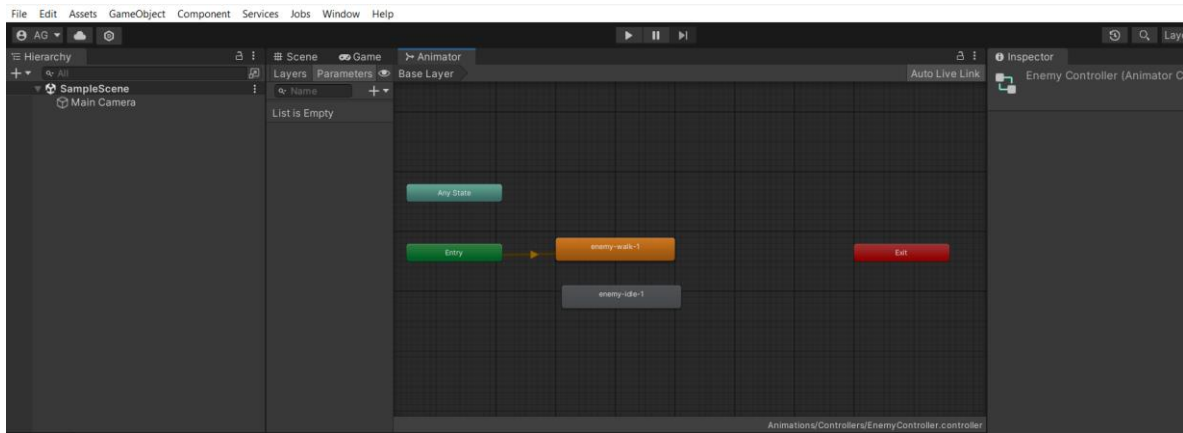 File Edit Assets GameObject Component Services Jobs Window Help
AG
Lay
Hierarchy
Scene Game Animator
Inspector
All
Layers Parameters Base Layer Auto Live Link
Enemy Controller (Animator C
SampleScene
Name
Main Camera
List is Empty
Any State
Entry enemy-walk-1 Exit
enemy-idle-1
Animations/Controllers/EnemyController.controller